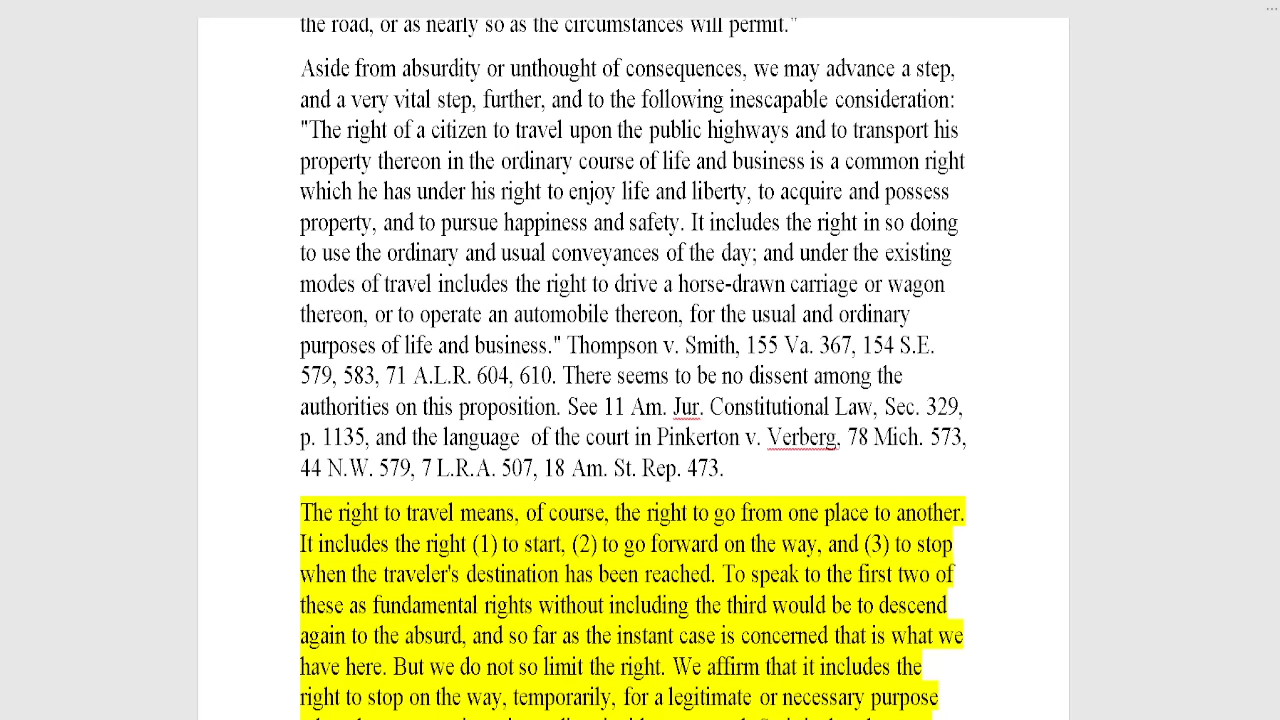 the road, or as nearly so as the circumstances will permit."
Aside from absurdity or unthought of consequences, we may advance a step,
and a very vital step, further, and to the following inescapable consideration:
"The right of a citizen to travel upon the public highways and to transport his
property thereon in the ordinary course of life and business is a common right
which he has under his right to enjoy life and liberty, to acquire and possess
property, and to pursue happiness and safety. It includes the right in so doing
to use the ordinary and usual conveyances of the day; and under the existing
modes of travel includes the right to drive a horse-drawn carriage or wagon
thereon, or to operate an automobile thereon, for the usual and ordinary
purposes of life and business." Thompson v. Smith, 155 Va. 367, 154 S.E.
579, 583, 71 A.L.R. 604, 610. There seems to be no dissent among the
authorities on this proposition. See 11 Am. Jur. Constitutional Law, Sec. 329,
p. 1135, and the language of the court in Pinkerton v. Verberg, 78 Mich. 573,
44 N.W. 579, 7 L.R.A. 507, 18 Am. St. Rep. 473.
The right to travel means, of course, the right to go from one place to another.
It includes the right (1) to start, (2) to go forward on the way, and (3) to stop
when the traveler's destination has been reached. To speak to the first two of
these as fundamental rights without including the third would be to descend
again to the absurd, and so far as the instant case is concerned that is what we
have here. But we do not so limit the right. We affirm that it includes the
right to stop on the way, temporarily, for a legitimate or necessary purpose